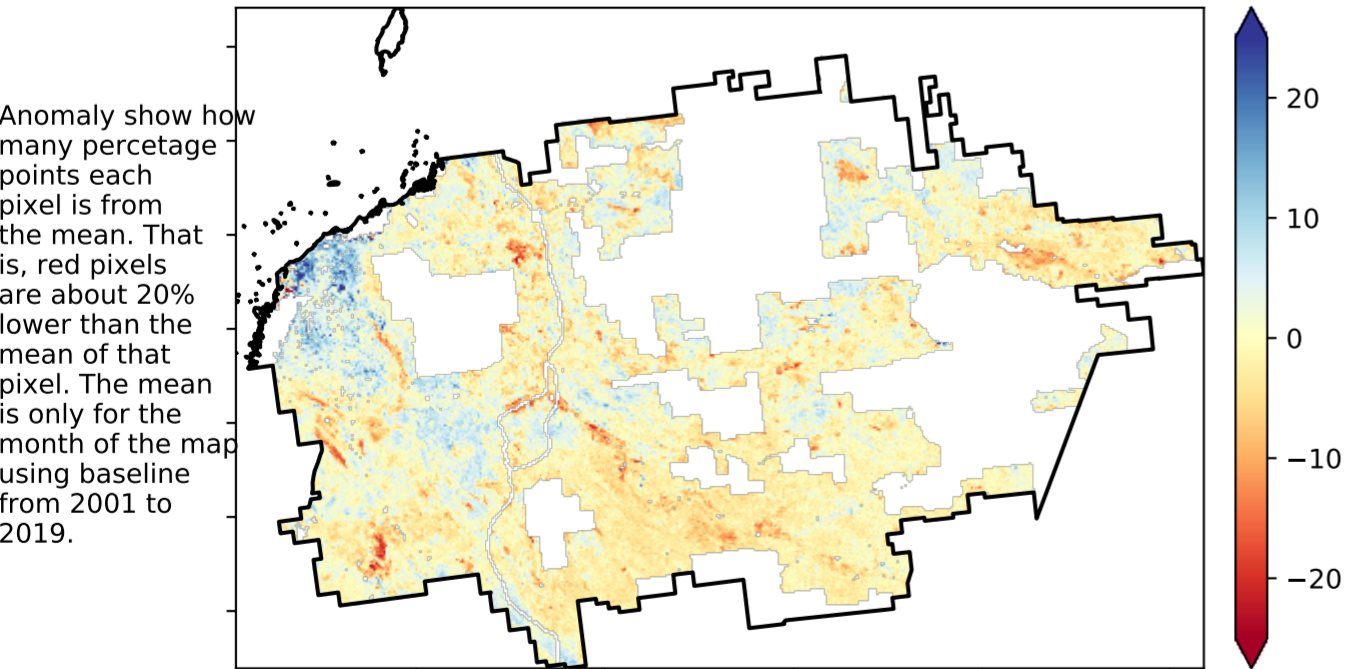 Anomaly show how
many percetage
points each
pixel is from
the mean. That
is, red pixels
are about 20%
lower than the
mean of that
pixel. The mean
is only for the
month of the map
using baseline
from 2001 to
2019.
20
10
0
−10
−20